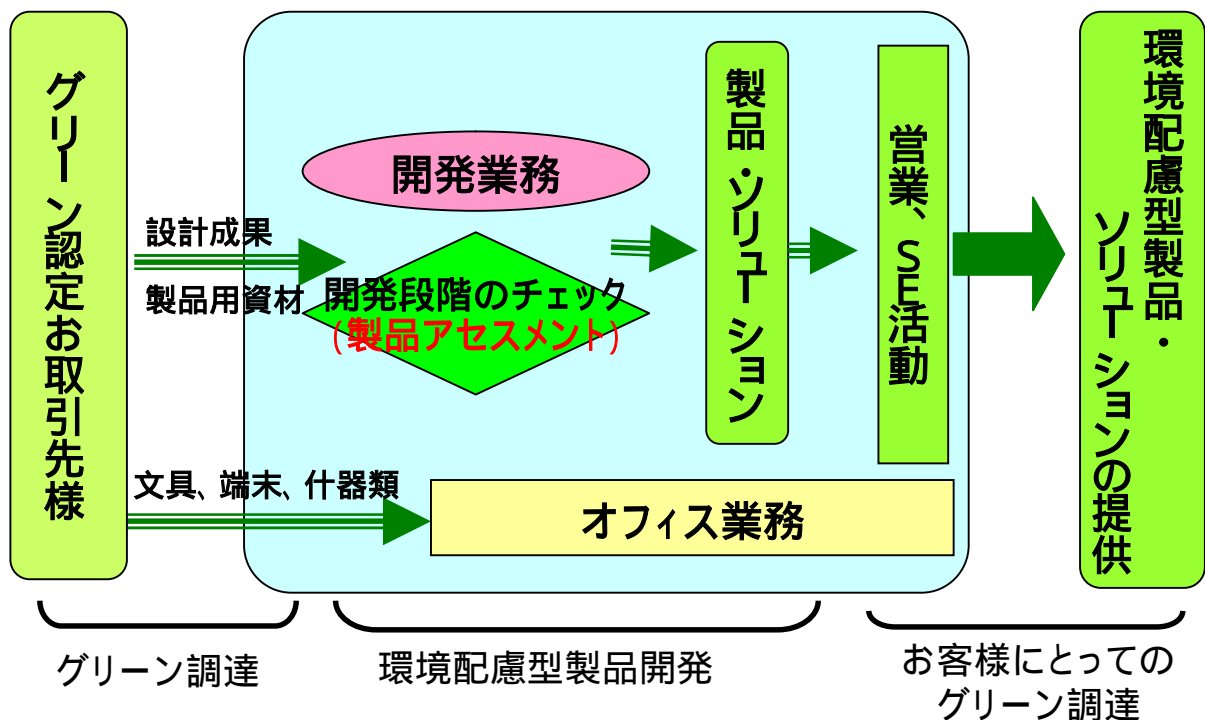 グリーン認定お取引先様
設計成果
製品用資材
文具、端末、什器類
開発業務
開発段階のチェック
（製品アセスメント）
製品・ソリューション
営業、ＳＥ活動
オフィス業務
環境配慮型製品・
ソリューションの提供
グリーン調達
環境配慮型製品開発
お客様にとっての
グリーン調達